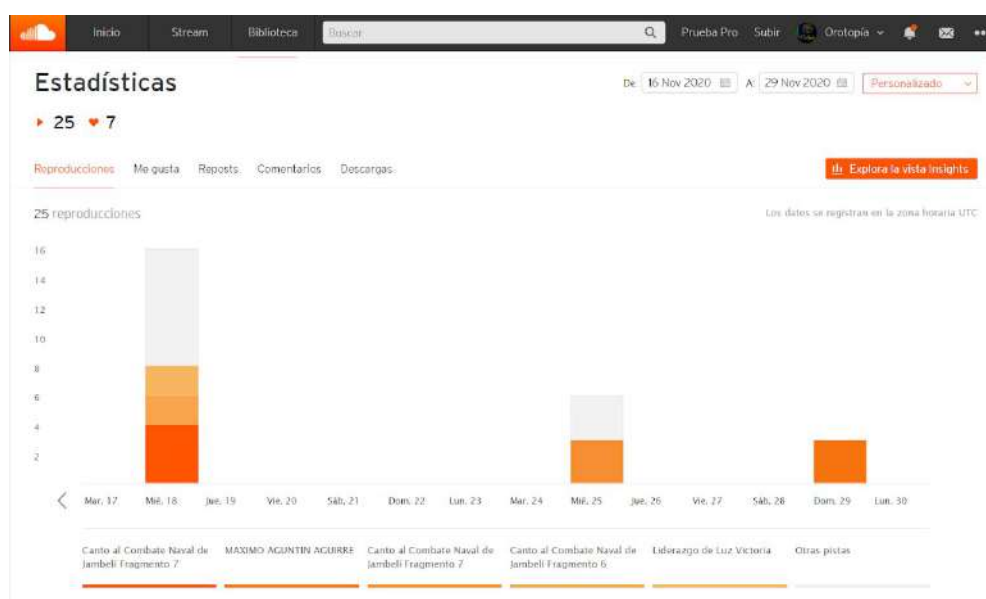 Inicio Stream Biblioteca Buscar Prueba Pro Subir Orotopía
Estadísticas
De: 16 Nov 2020 A: 29 Nov 2020 Personalizado
25 7
Reproducciones Me gusta Reposts Comentarios Descargas Explora la vista Insights
25 reproducciones Los datos se registran en la zona horaria UTC
16
14
12
10
8
6
4
2
Mar. 17 Mié. 18 Jue. 19 Vie. 20 Sáb. 21 Dom. 22 Lun. 23 Mar. 24 Mié. 25 Jue. 26 Vie. 27 Sáb. 28 Dom. 29 Lun. 30
Canto al Combate Naval de MAXIMO AGUNTIN AGUIRRE Canto al Combate Naval de Canto al Combate Naval de Liderazgo de Luz Victoria Otras pistas
Jambelí Fragmento 7 Jambelí Fragmento 7 Jambelí Fragmento 6